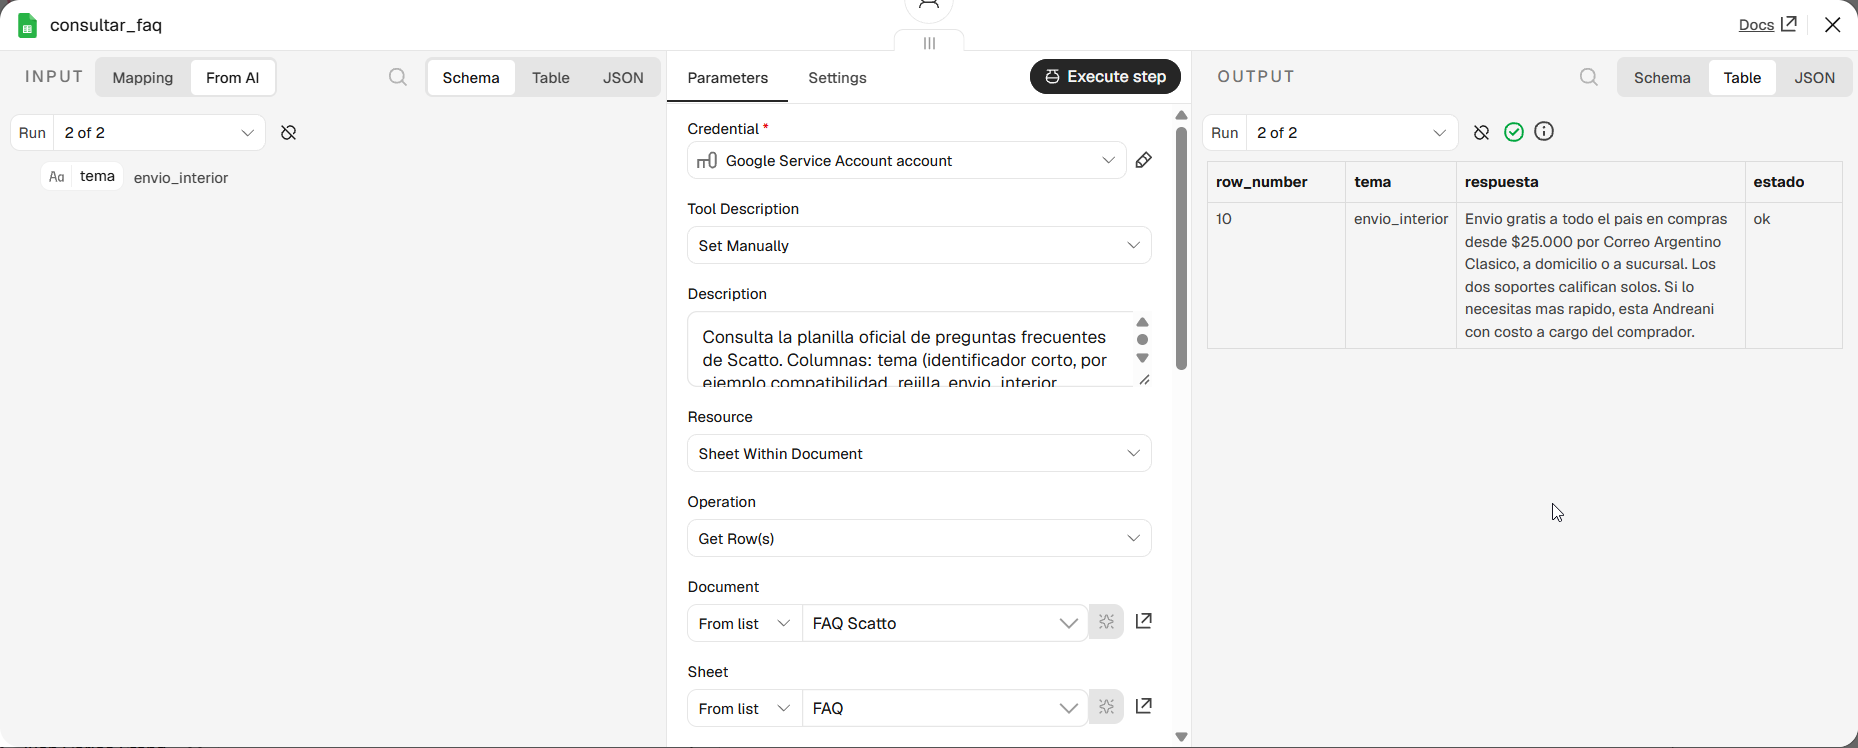 consultar_faq
Docs
INPUT
Mapping
From AI
Schema
Table
JSON
Run
2 of 2
Aa
tema
envio_interior
Parameters
Settings
Execute step
Credential *
Google Service Account account
Tool Description
Set Manually
Description
Consulta la planilla oficial de preguntas frecuentes
de Scatto. Columnas: tema (identificador corto, por
ejemplo compatibilidad, rejilla, envio_interior
Resource
Sheet Within Document
Operation
Get Row(s)
Document
From list
FAQ Scatto
Sheet
From list
FAQ
OUTPUT
Schema
Table
JSON
Run
2 of 2
row_number
tema
respuesta
estado
10
envio_interior
Envio gratis a todo el pais en compras
desde $25.000 por Correo Argentino
Clasico, a domicilio o a sucursal. Los
dos soportes califican solos. Si lo
necesitas mas rapido, esta Andreani
con costo a cargo del comprador.
ok